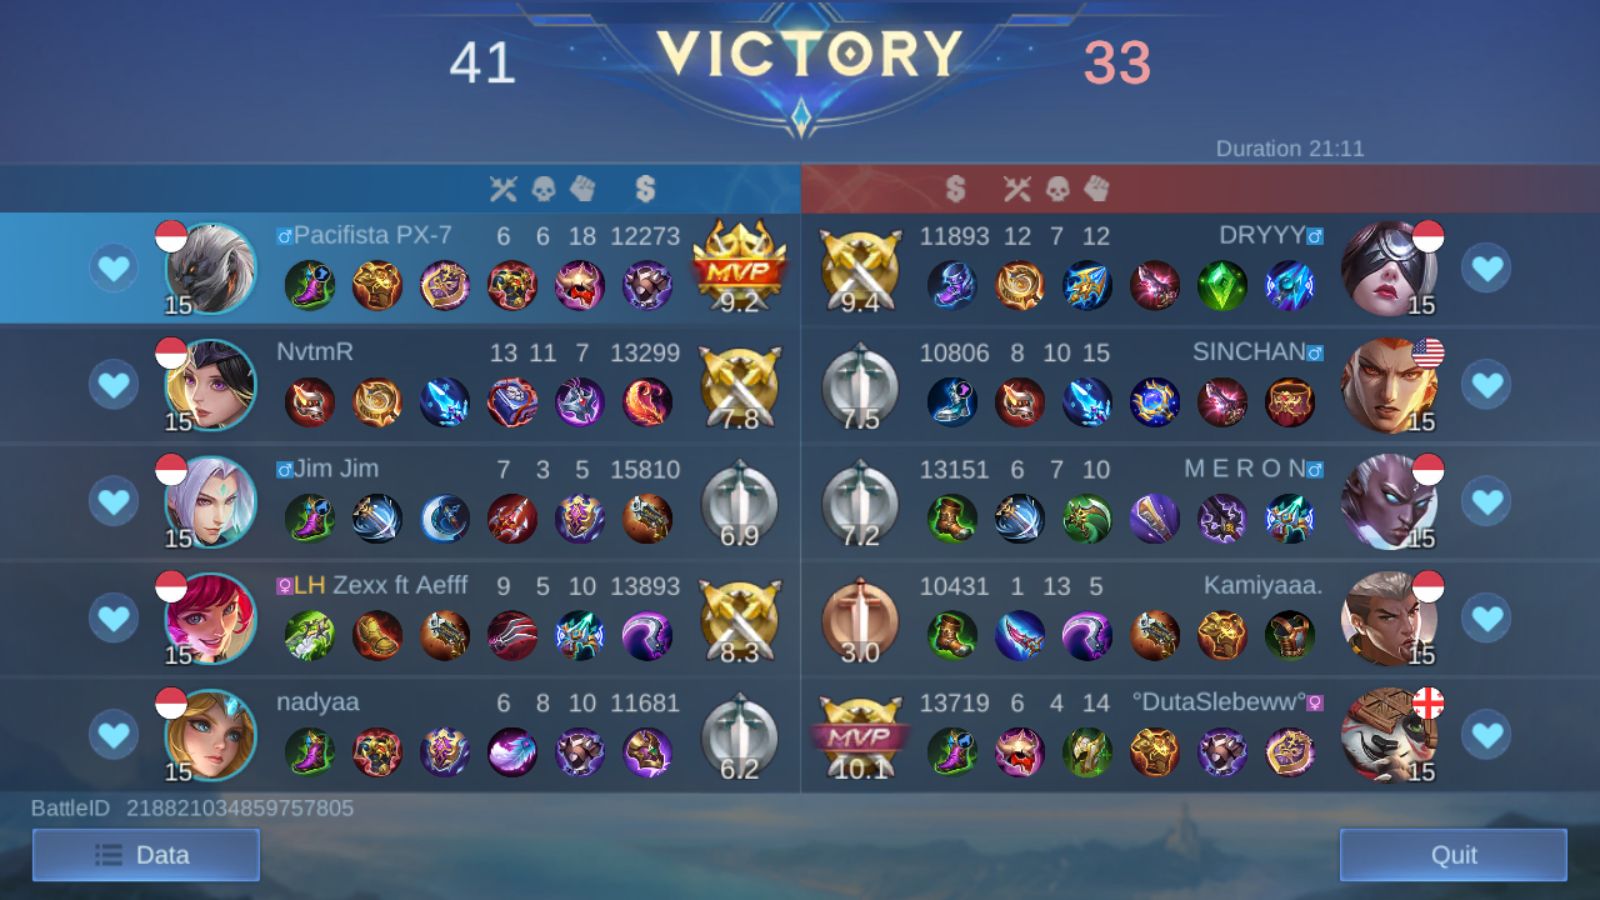 41 VICTORY 33
Duration 21:11
Pacifista PX-7 6 6 18 12273 MVP 9.2 15
9.4 11893 12 7 12 DRYYY 15
NvtmR 13 11 7 13299 7.8 15
7.5 10806 8 10 15 SINCHAN 15
Jim Jim 7 3 5 15810 6.9 15
7.2 13151 6 7 10 M E R O N 15
LH Zexx ft Aefff 9 5 10 13893 8.3 15
3.0 10431 1 13 5 Kamiyaaa. 15
nadyaa 6 8 10 11681 6.2 15
MVP 10.1 13719 6 4 14 °DutaSlebeww° 15
BattleID 218821034859757805
Data
Quit